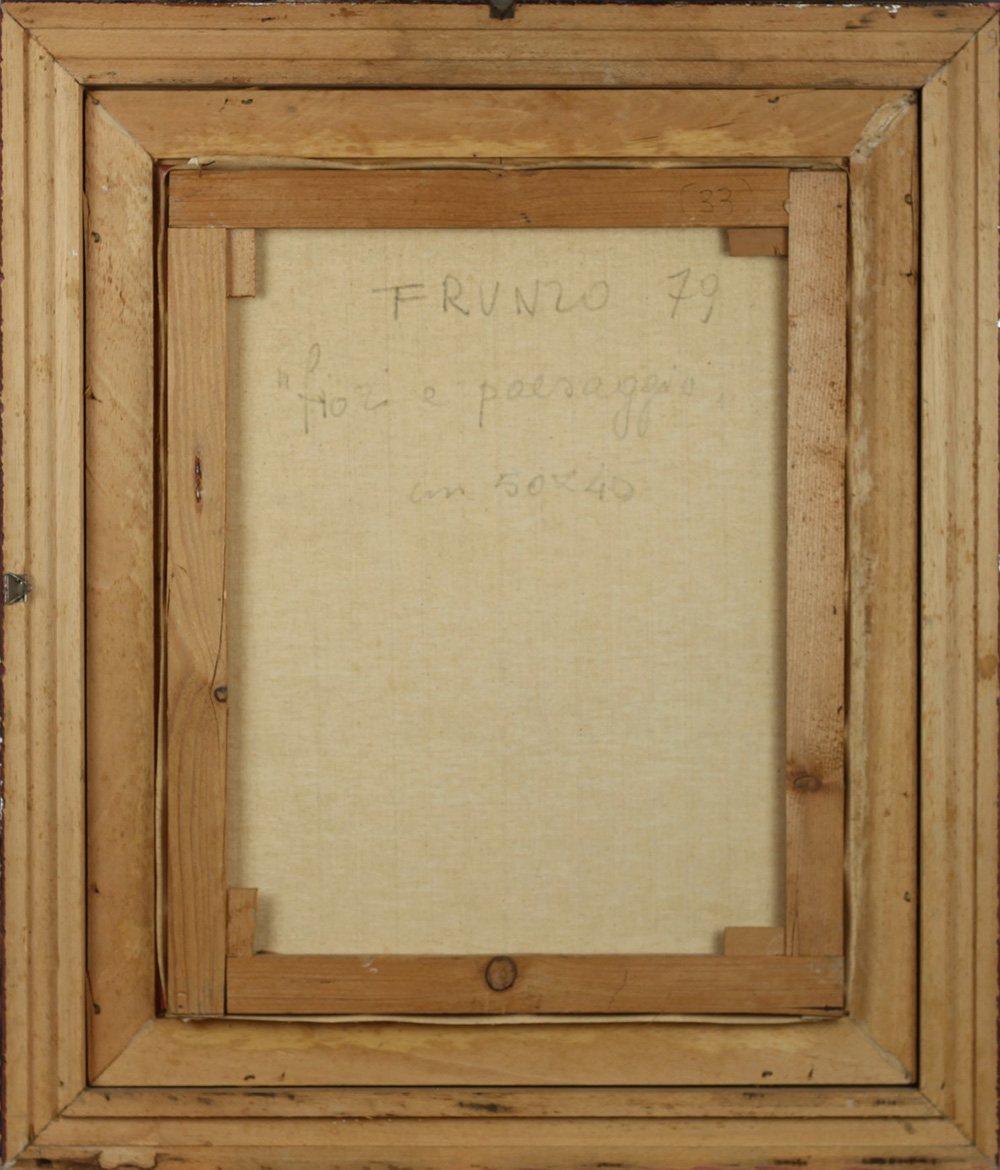 (33)
FRUNZO 79
"fiori e paesaggio"
cm 50x40